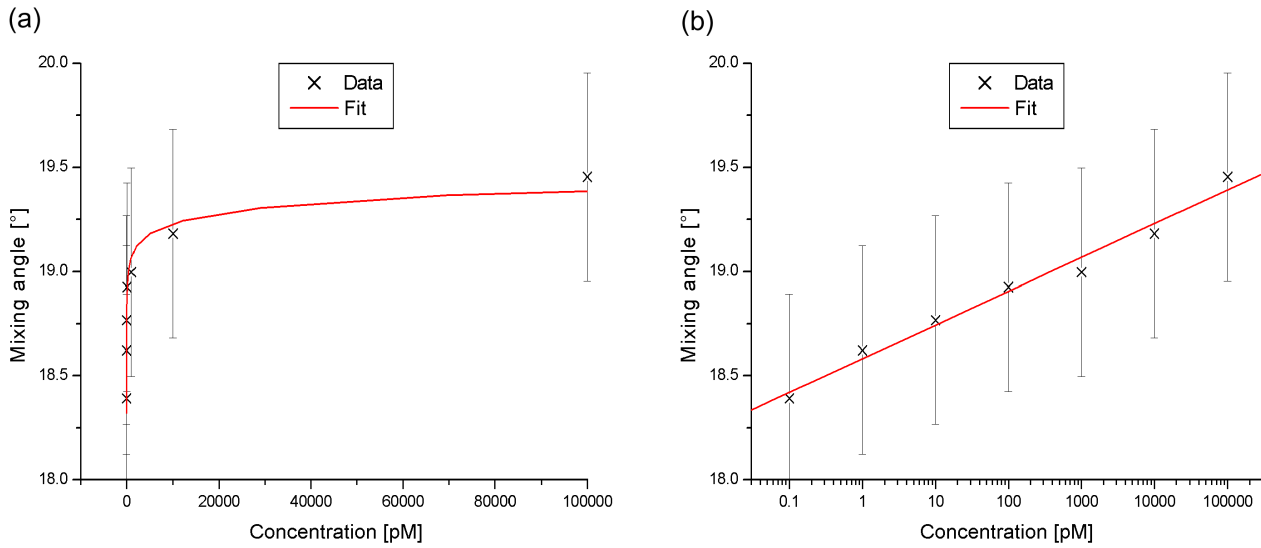 (a)
20.0
19.5
19.0
18.5
18.0
Mixing angle [°]
Data
Fit
0
20000
40000
60000
80000
100000
Concentration [pM]
(b)
20.0
19.5
19.0
18.5
18.0
Mixing angle [°]
Data
Fit
0.1
1
10
100
1000
10000
100000
Concentration [pM]